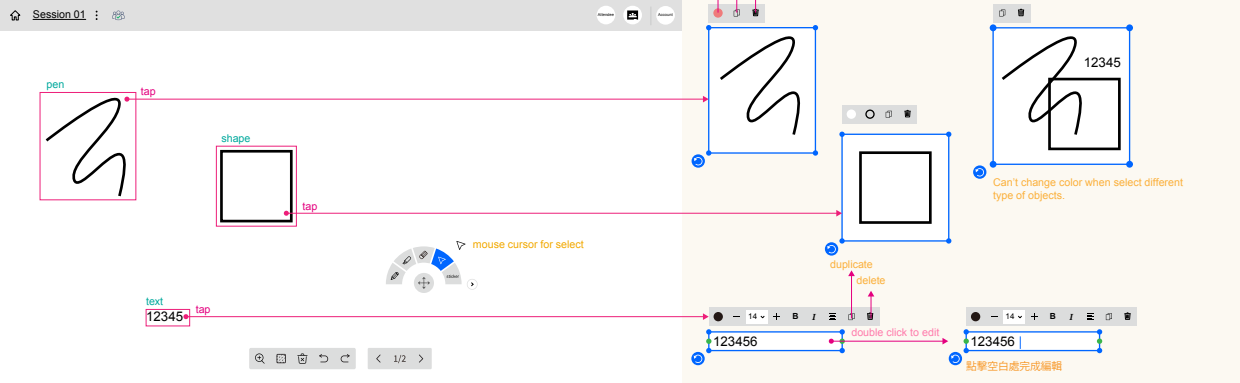 Session 01
Attendee
Account
pen
tap
shape
tap
mouse cursor for select
sticker
text
12345
tap
1/2
12345
Can't change color when select different
type of objects.
duplicate
delete
14
B
I
double click to edit
123456
14
B
I
123456
點擊空白處完成編輯